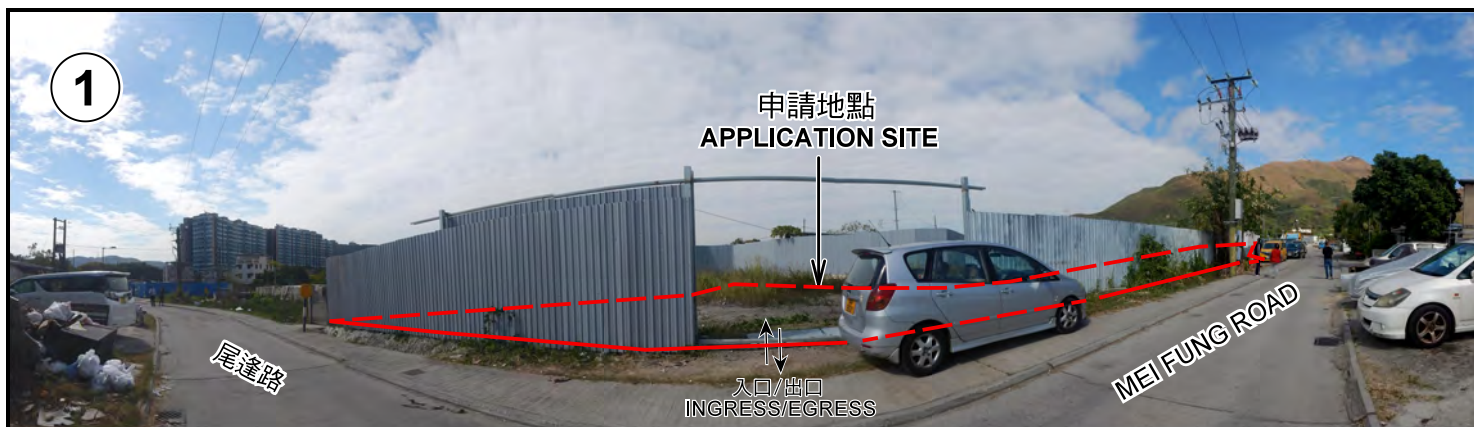 1
申請地點
APPLICATION SITE
尾逢路
MEI FUNG ROAD
入口/出口
INGRESS/EGRESS